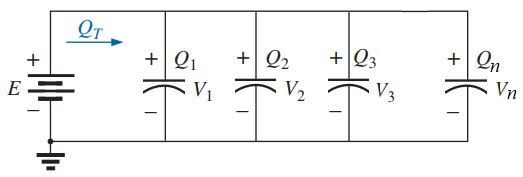 Q_T
+ Q_1 + Q_2 + Q_3 + Q_n
+
E V_1 V_2 V_3 V_n
− − − − −